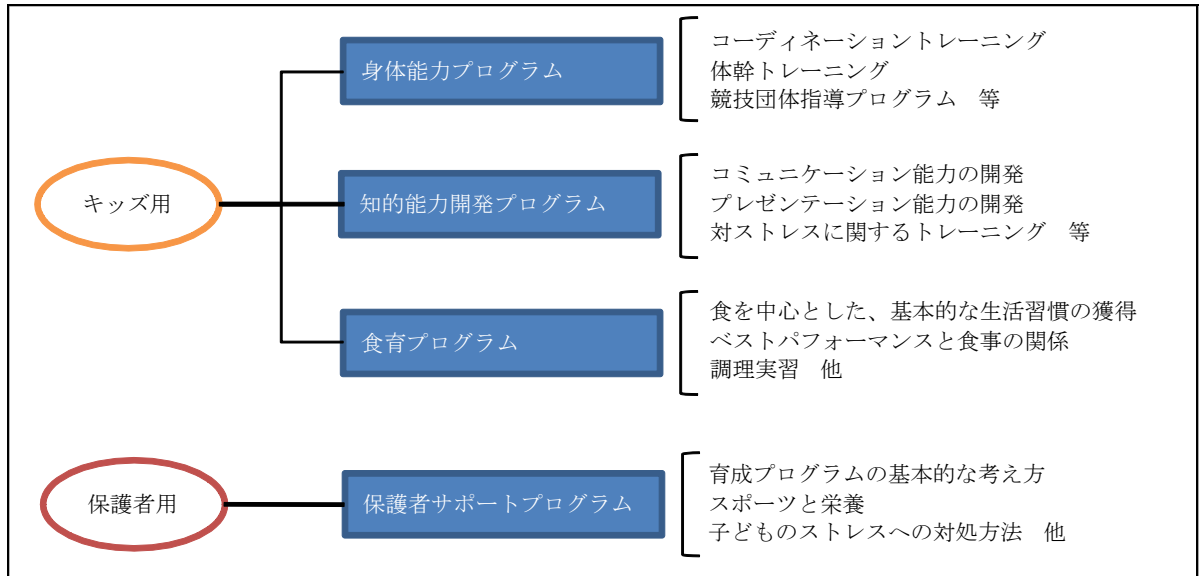 身体能力プログラム
コーディネーショントレーニング
体幹トレーニング
競技団体指導プログラム　等
キッズ用
知的能力開発プログラム
コミュニケーション能力の開発
プレゼンテーション能力の開発
対ストレスに関するトレーニング　等
食育プログラム
食を中心とした、基本的な生活習慣の獲得
ベストパフォーマンスと食事の関係
調理実習　他
保護者用
保護者サポートプログラム
育成プログラムの基本的な考え方
スポーツと栄養
子どものストレスへの対処方法　他